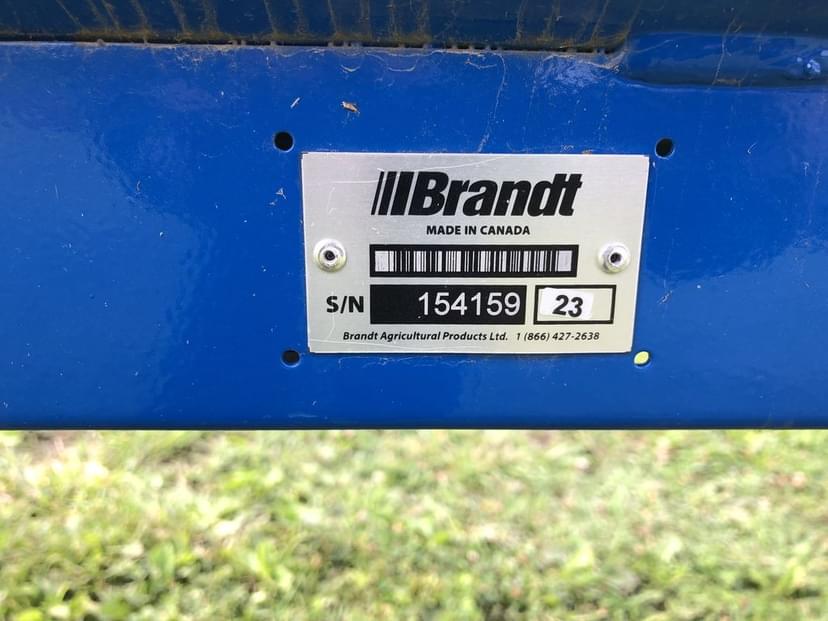 Brandt
MADE IN CANADA
S/N 154159 23
Brandt Agricultural Products Ltd. 1 (866) 427-2638